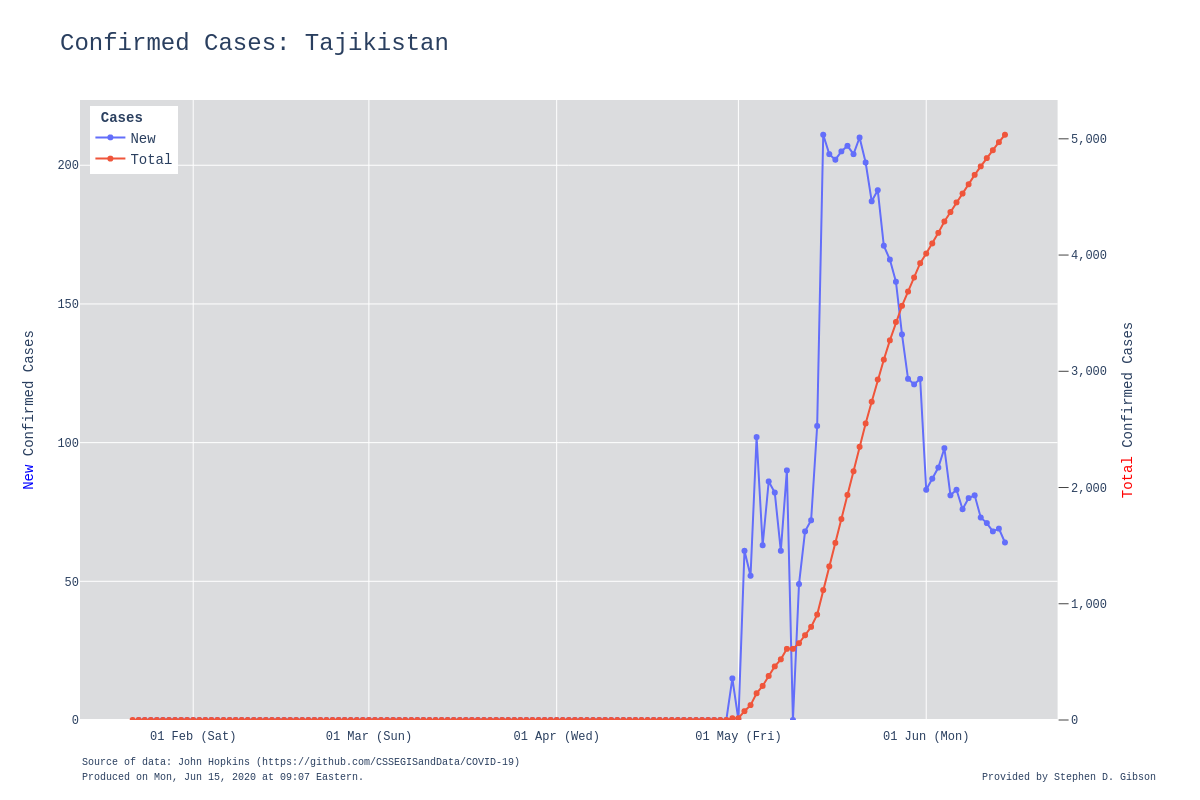 Confirmed Cases: Tajikistan
Cases
New
Total
200
150
100
50
0
5,000
4,000
3,000
2,000
1,000
0
New Confirmed Cases
Total Confirmed Cases
01 Feb (Sat)
01 Mar (Sun)
01 Apr (Wed)
01 May (Fri)
01 Jun (Mon)
Source of data: John Hopkins (https://github.com/CSSEGISandData/COVID-19)
Produced on Mon, Jun 15, 2020 at 09:07 Eastern.
Provided by Stephen D. Gibson